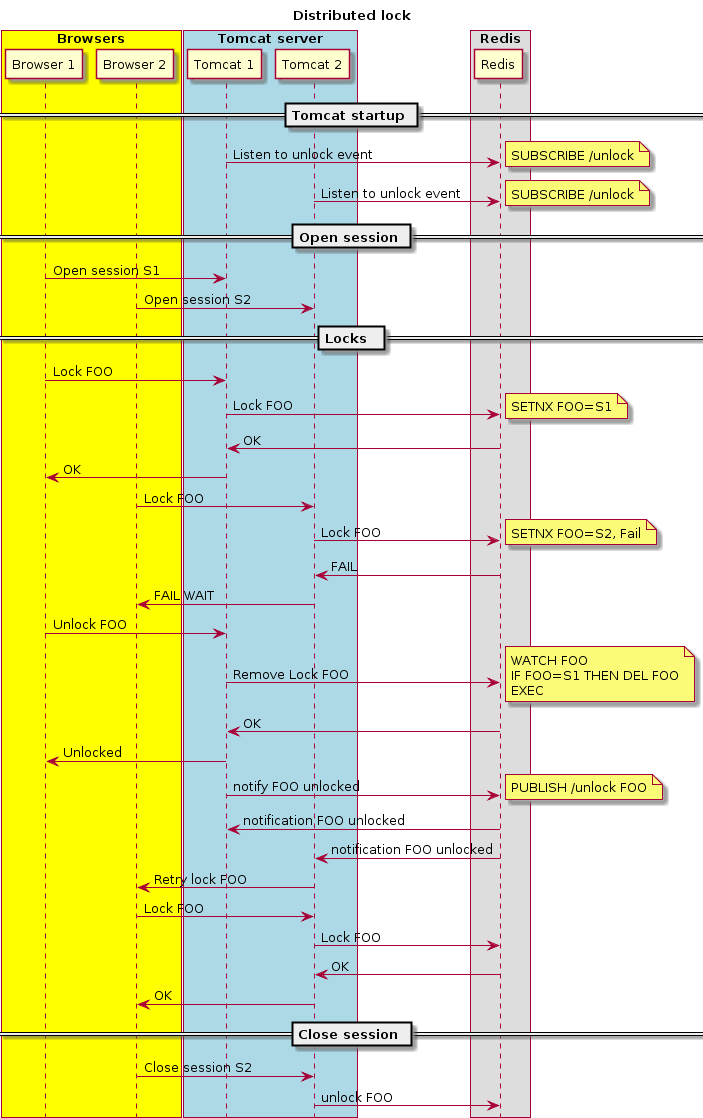 Distributed lock
Browsers
Tomcat server
Redis
Browser 1
Browser 2
Tomcat 1
Tomcat 2
Redis
Tomcat startup
Listen to unlock event
SUBSCRIBE /unlock
Listen to unlock event
SUBSCRIBE /unlock
Open session
Open session S1
Open session S2
Locks
Lock FOO
Lock FOO
SETNX FOO=S1
OK
OK
Lock FOO
Lock FOO
SETNX FOO=S2, Fail
FAIL
FAIL WAIT
Unlock FOO
Remove Lock FOO
WATCH FOO
IF FOO=S1 THEN DEL FOO
EXEC
OK
Unlocked
notify FOO unlocked
PUBLISH /unlock FOO
notification FOO unlocked
notification FOO unlocked
Retry lock FOO
Lock FOO
Lock FOO
OK
OK
Close session
Close session S2
unlock FOO